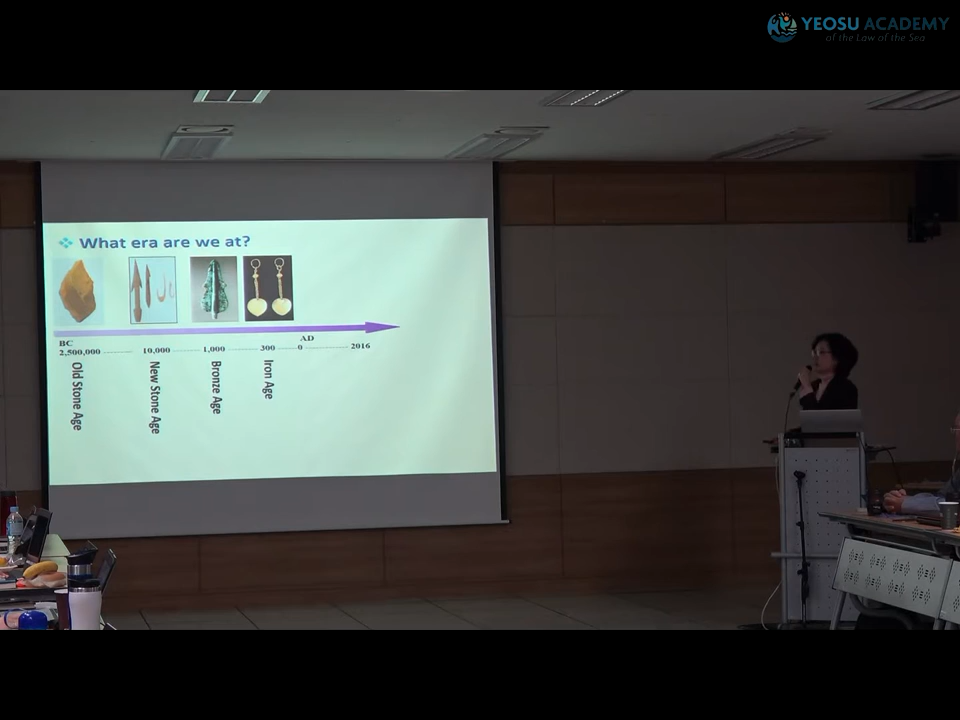 YEOSU ACADEMY
of the Law of the Sea
What era are we at?
BC AD
2,500,000 ---------- 10,000 --------- 1,000 --------- 300 ----- 0 ------------- 2016
Old Stone Age
New Stone Age
Bronze Age
Iron Age